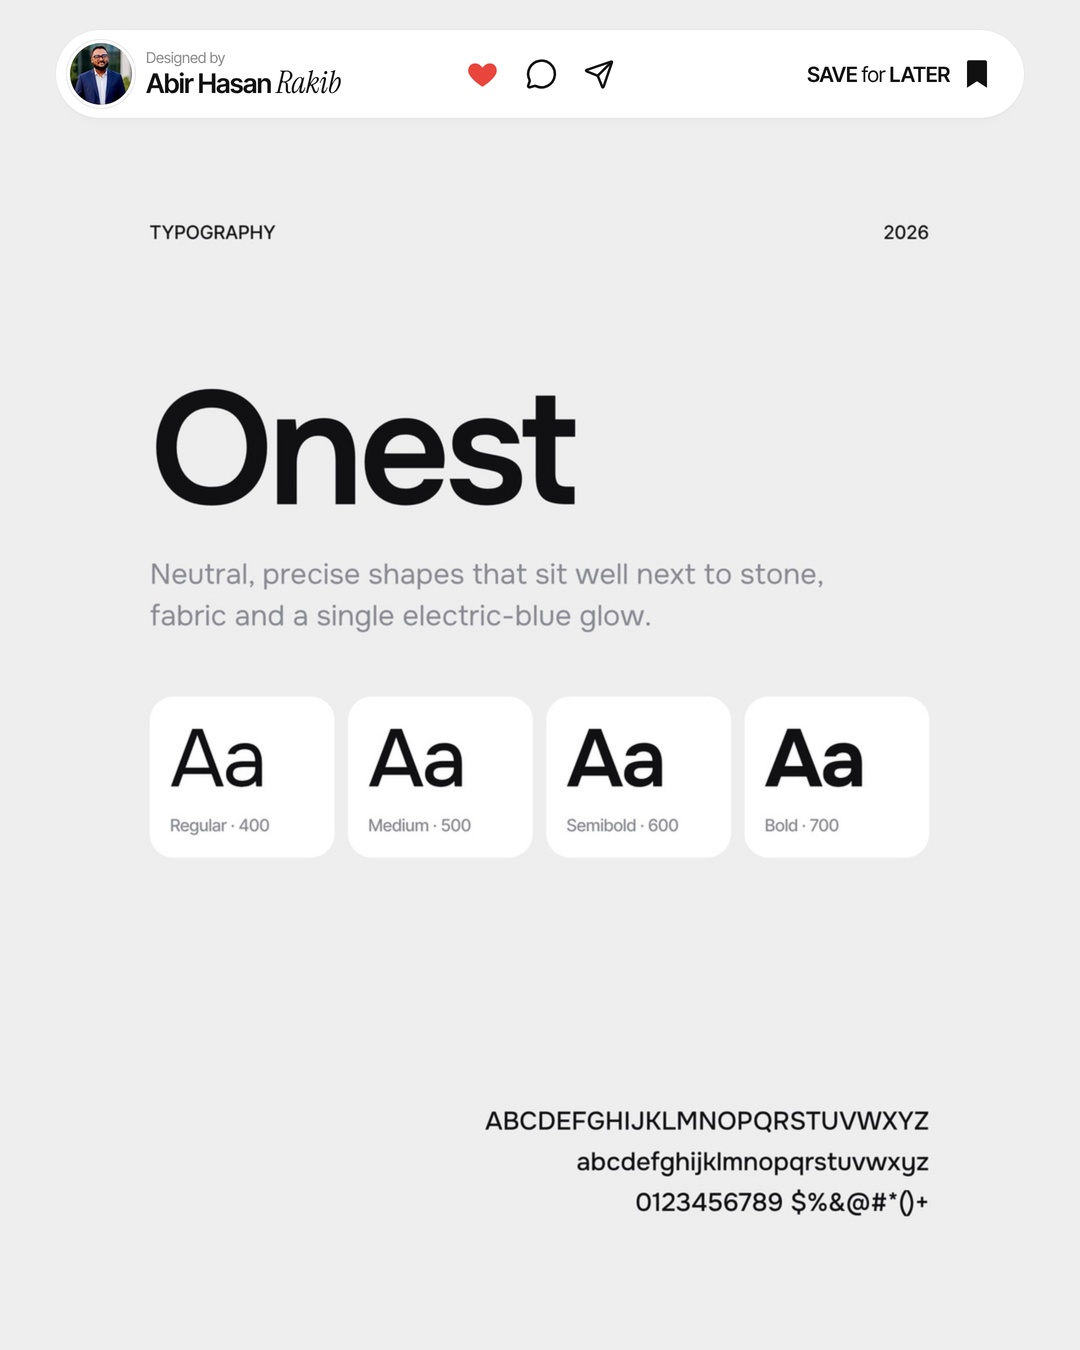 Designed by
Abir Hasan Rakib
SAVE for LATER
TYPOGRAPHY
2026
Onest
Neutral, precise shapes that sit well next to stone,
fabric and a single electric-blue glow.
Aa
Regular · 400
Aa
Medium · 500
Aa
Semibold · 600
Aa
Bold · 700
ABCDEFGHIJKLMNOPQRSTUVWXYZ
abcdefghijklmnopqrstuvwxyz
0123456789 $%&@#*()+